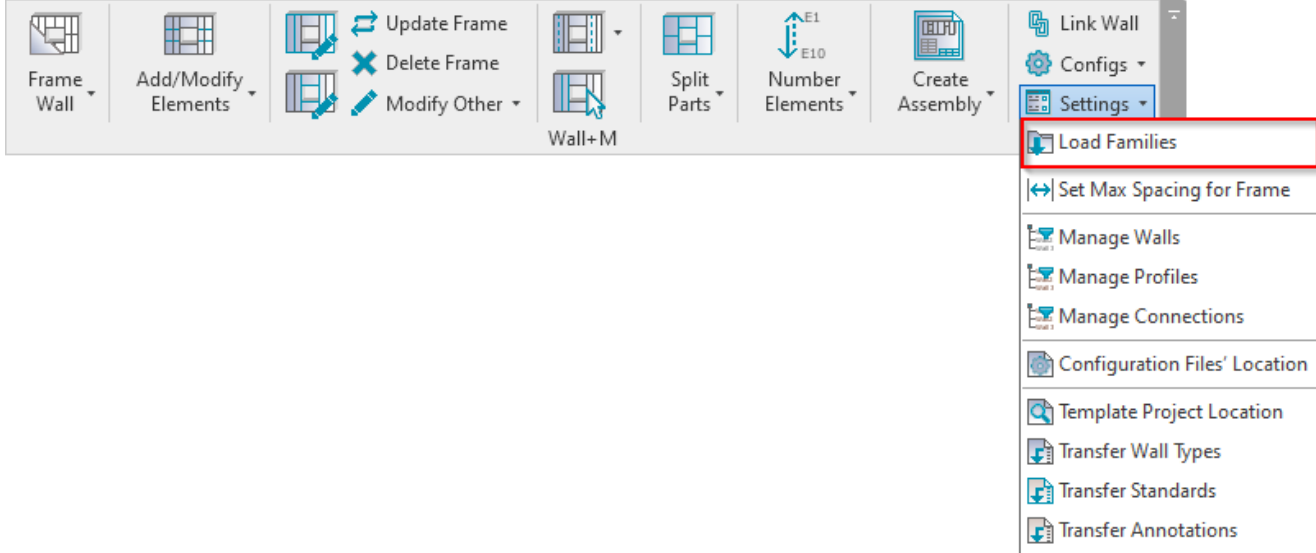 Frame
Wall
Add/Modify
Elements
Update Frame
Delete Frame
Modify Other
Split
Parts
E1
E10
Number
Elements
Create
Assembly
Link Wall
Configs
Settings
Wall+M
Load Families
Set Max Spacing for Frame
Manage Walls
Manage Profiles
Manage Connections
Configuration Files' Location
Template Project Location
Transfer Wall Types
Transfer Standards
Transfer Annotations